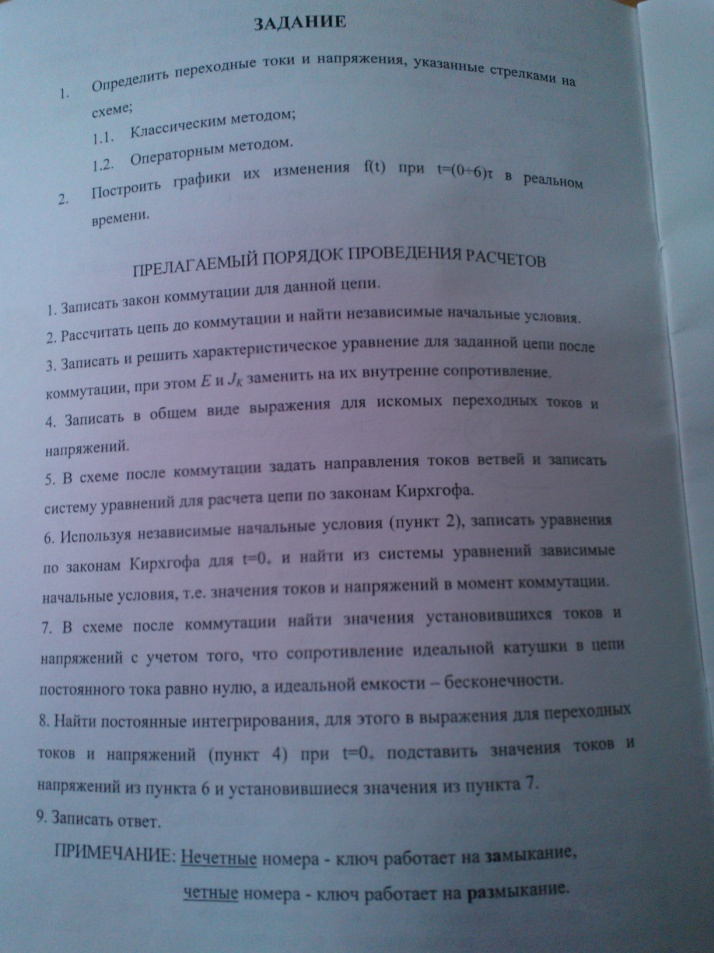 ЗАДАНИЕ
1. Определить переходные токи и напряжения, указанные стрелками на
схеме;
1.1. Классическим методом;
1.2. Операторным методом.
2. Построить графики их изменения f(t) при t=(0÷6)τ в реальном
времени.
ПРЕЛАГАЕМЫЙ ПОРЯДОК ПРОВЕДЕНИЯ РАСЧЕТОВ
1. Записать закон коммутации для данной цепи.
2. Рассчитать цепь до коммутации и найти независимые начальные условия.
3. Записать и решить характеристическое уравнение для заданной цепи после
коммутации, при этом E и Jк заменить на их внутренне сопротивление.
4. Записать в общем виде выражения для искомых переходных токов и
напряжений.
5. В схеме после коммутации задать направления токов ветвей и записать
систему уравнений для расчета цепи по законам Кирхгофа.
6. Используя независимые начальные условия (пункт 2), записать уравнения
по законам Кирхгофа для t=0₊ и найти из системы уравнений зависимые
начальные условия, т.е. значения токов и напряжений в момент коммутации.
7. В схеме после коммутации найти значения установившихся токов и
напряжений с учетом того, что сопротивление идеальной катушки в цепи
постоянного тока равно нулю, а идеальной емкости – бесконечности.
8. Найти постоянные интегрирования, для этого в выражения для переходных
токов и напряжений (пункт 4) при t=0₊ подставить значения токов и
напряжений из пункта 6 и установившиеся значения из пункта 7.
9. Записать ответ.
ПРИМЕЧАНИЕ: Нечетные номера - ключ работает на замыкание,
четные номера - ключ работает на размыкание.